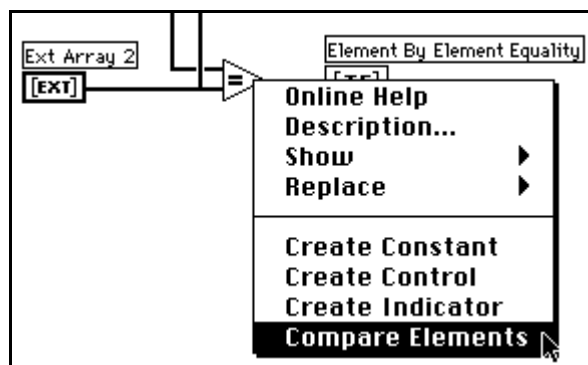 Ext Array 2
Element By Element Equality
[EXT]
=
Online Help
Description...
Show
Replace
Create Constant
Create Control
Create Indicator
Compare Elements